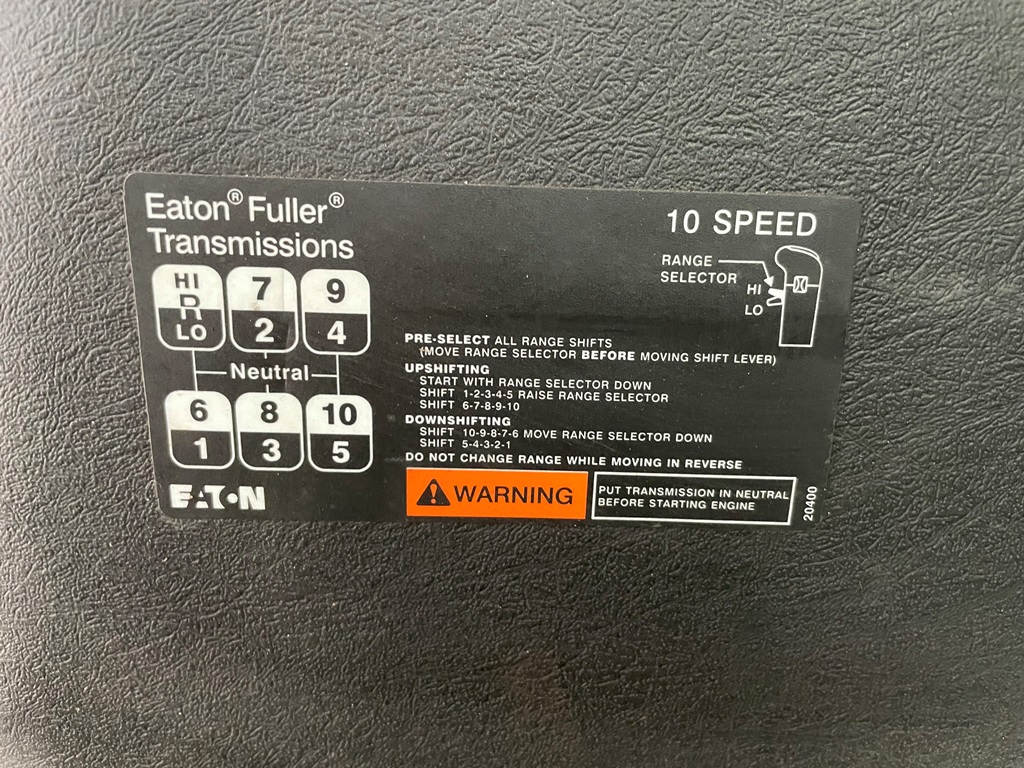 Eaton® Fuller®
Transmissions
10 SPEED
RANGE
SELECTOR
HI
LO
HI
R
LO
7
2
9
4
Neutral
6
1
8
3
10
5
PRE-SELECT ALL RANGE SHIFTS
(MOVE RANGE SELECTOR BEFORE MOVING SHIFT LEVER)
UPSHIFTING
START WITH RANGE SELECTOR DOWN
SHIFT 1-2-3-4-5 RAISE RANGE SELECTOR
SHIFT 6-7-8-9-10
DOWNSHIFTING
SHIFT 10-9-8-7-6 MOVE RANGE SELECTOR DOWN
SHIFT 5-4-3-2-1
DO NOT CHANGE RANGE WHILE MOVING IN REVERSE
EATON
WARNING
PUT TRANSMISSION IN NEUTRAL
BEFORE STARTING ENGINE
20400